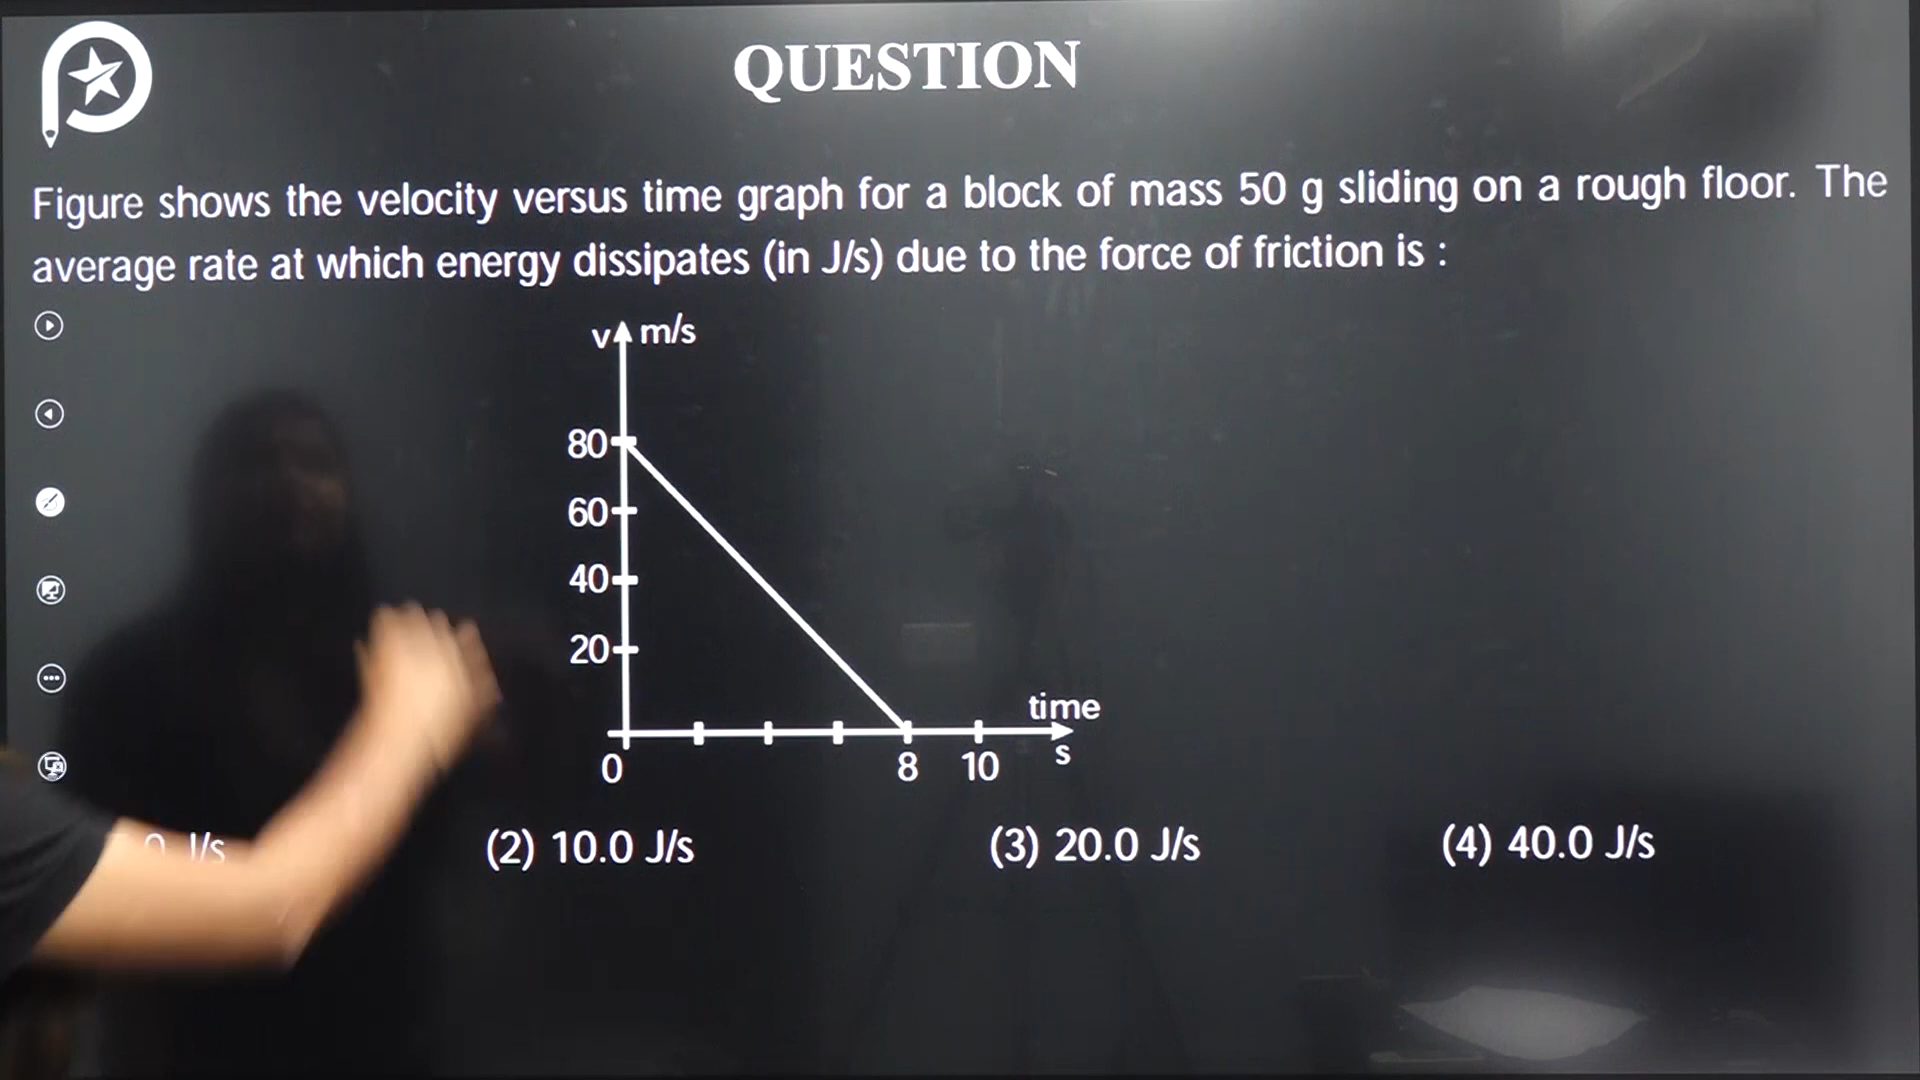 QUESTION
Figure shows the velocity versus time graph for a block of mass 50 g sliding on a rough floor. The
average rate at which energy dissipates (in J/s) due to the force of friction is :
v m/s
80
60
40
20
time
s
0 8 10
J/s (2) 10.0 J/s (3) 20.0 J/s (4) 40.0 J/s